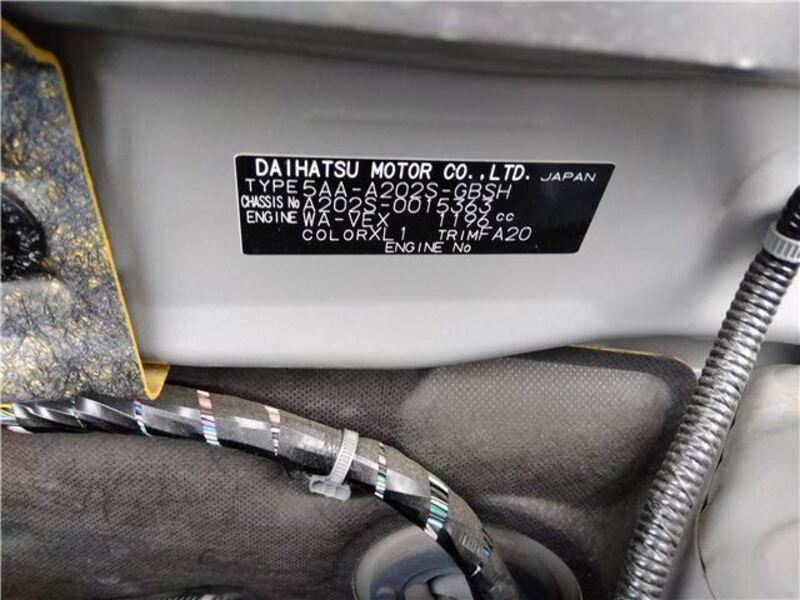 DAIHATSU MOTOR CO.,LTD. JAPAN
TYPE 5AA-A202S-GBSH
CHASSIS No A202S-0015363
ENGINE WA-VEX 1196 cc
COLOR XL1 TRIM FA20
ENGINE No